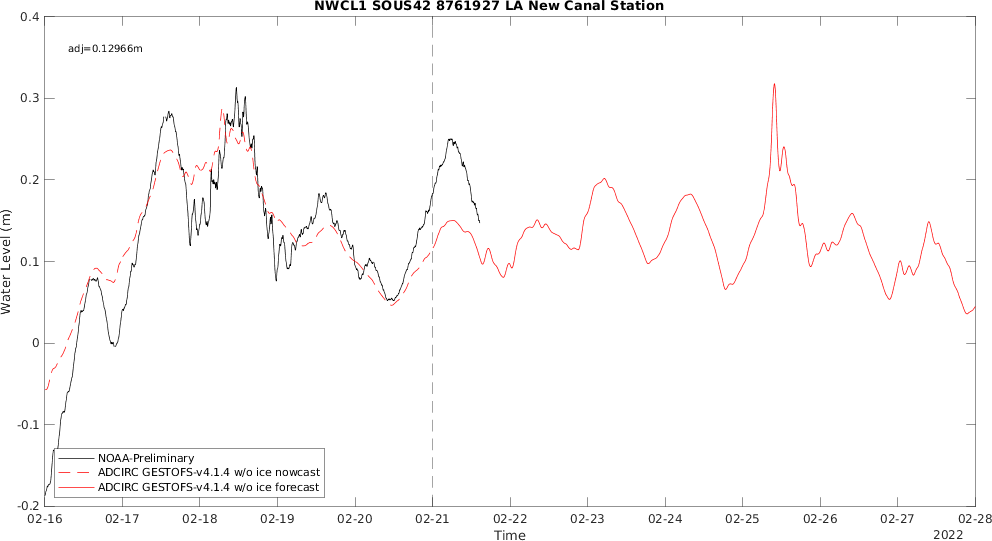 NWCL1 SOUS42 8761927 LA New Canal Station
adj=0.12966m
0.4
0.3
0.2
0.1
0
-0.1
-0.2
Water Level (m)
NOAA-Preliminary
ADCIRC GESTOFS-v4.1.4 w/o ice nowcast
ADCIRC GESTOFS-v4.1.4 w/o ice forecast
02-16 02-17 02-18 02-19 02-20 02-21 02-22 02-23 02-24 02-25 02-26 02-27 02-28
Time
2022